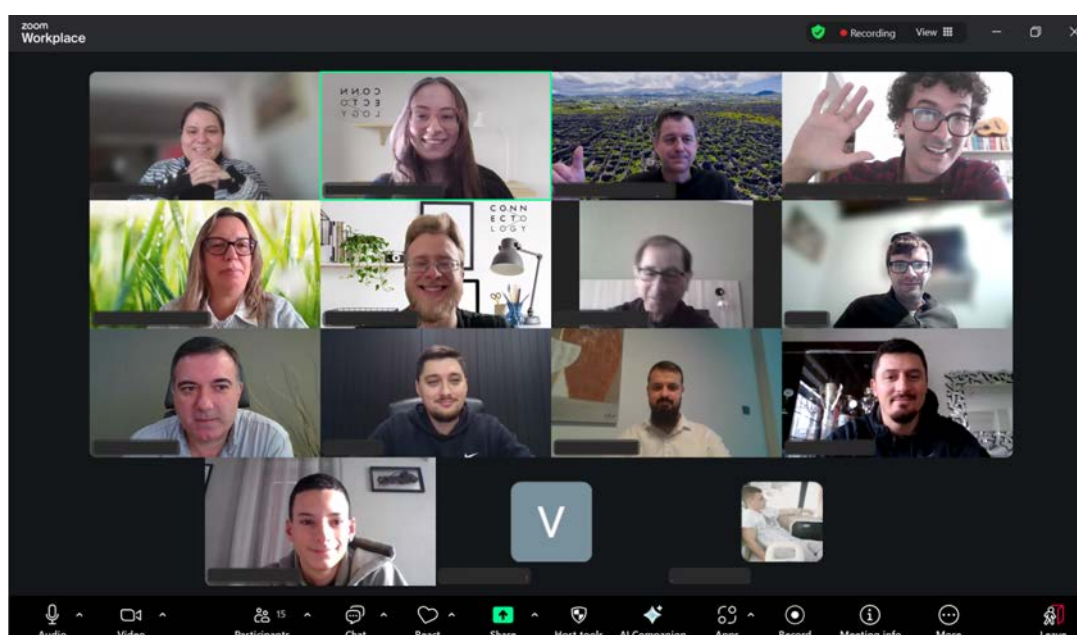 zoom
Workplace
Recording
View
CONN
ECTO
LOGY
CONN
ECTO
LOGY
V
Audio
Video
15
Participants
Chat
React
Share
Host tools
AI Companion
Apps
Record
Meeting info
More
Leave